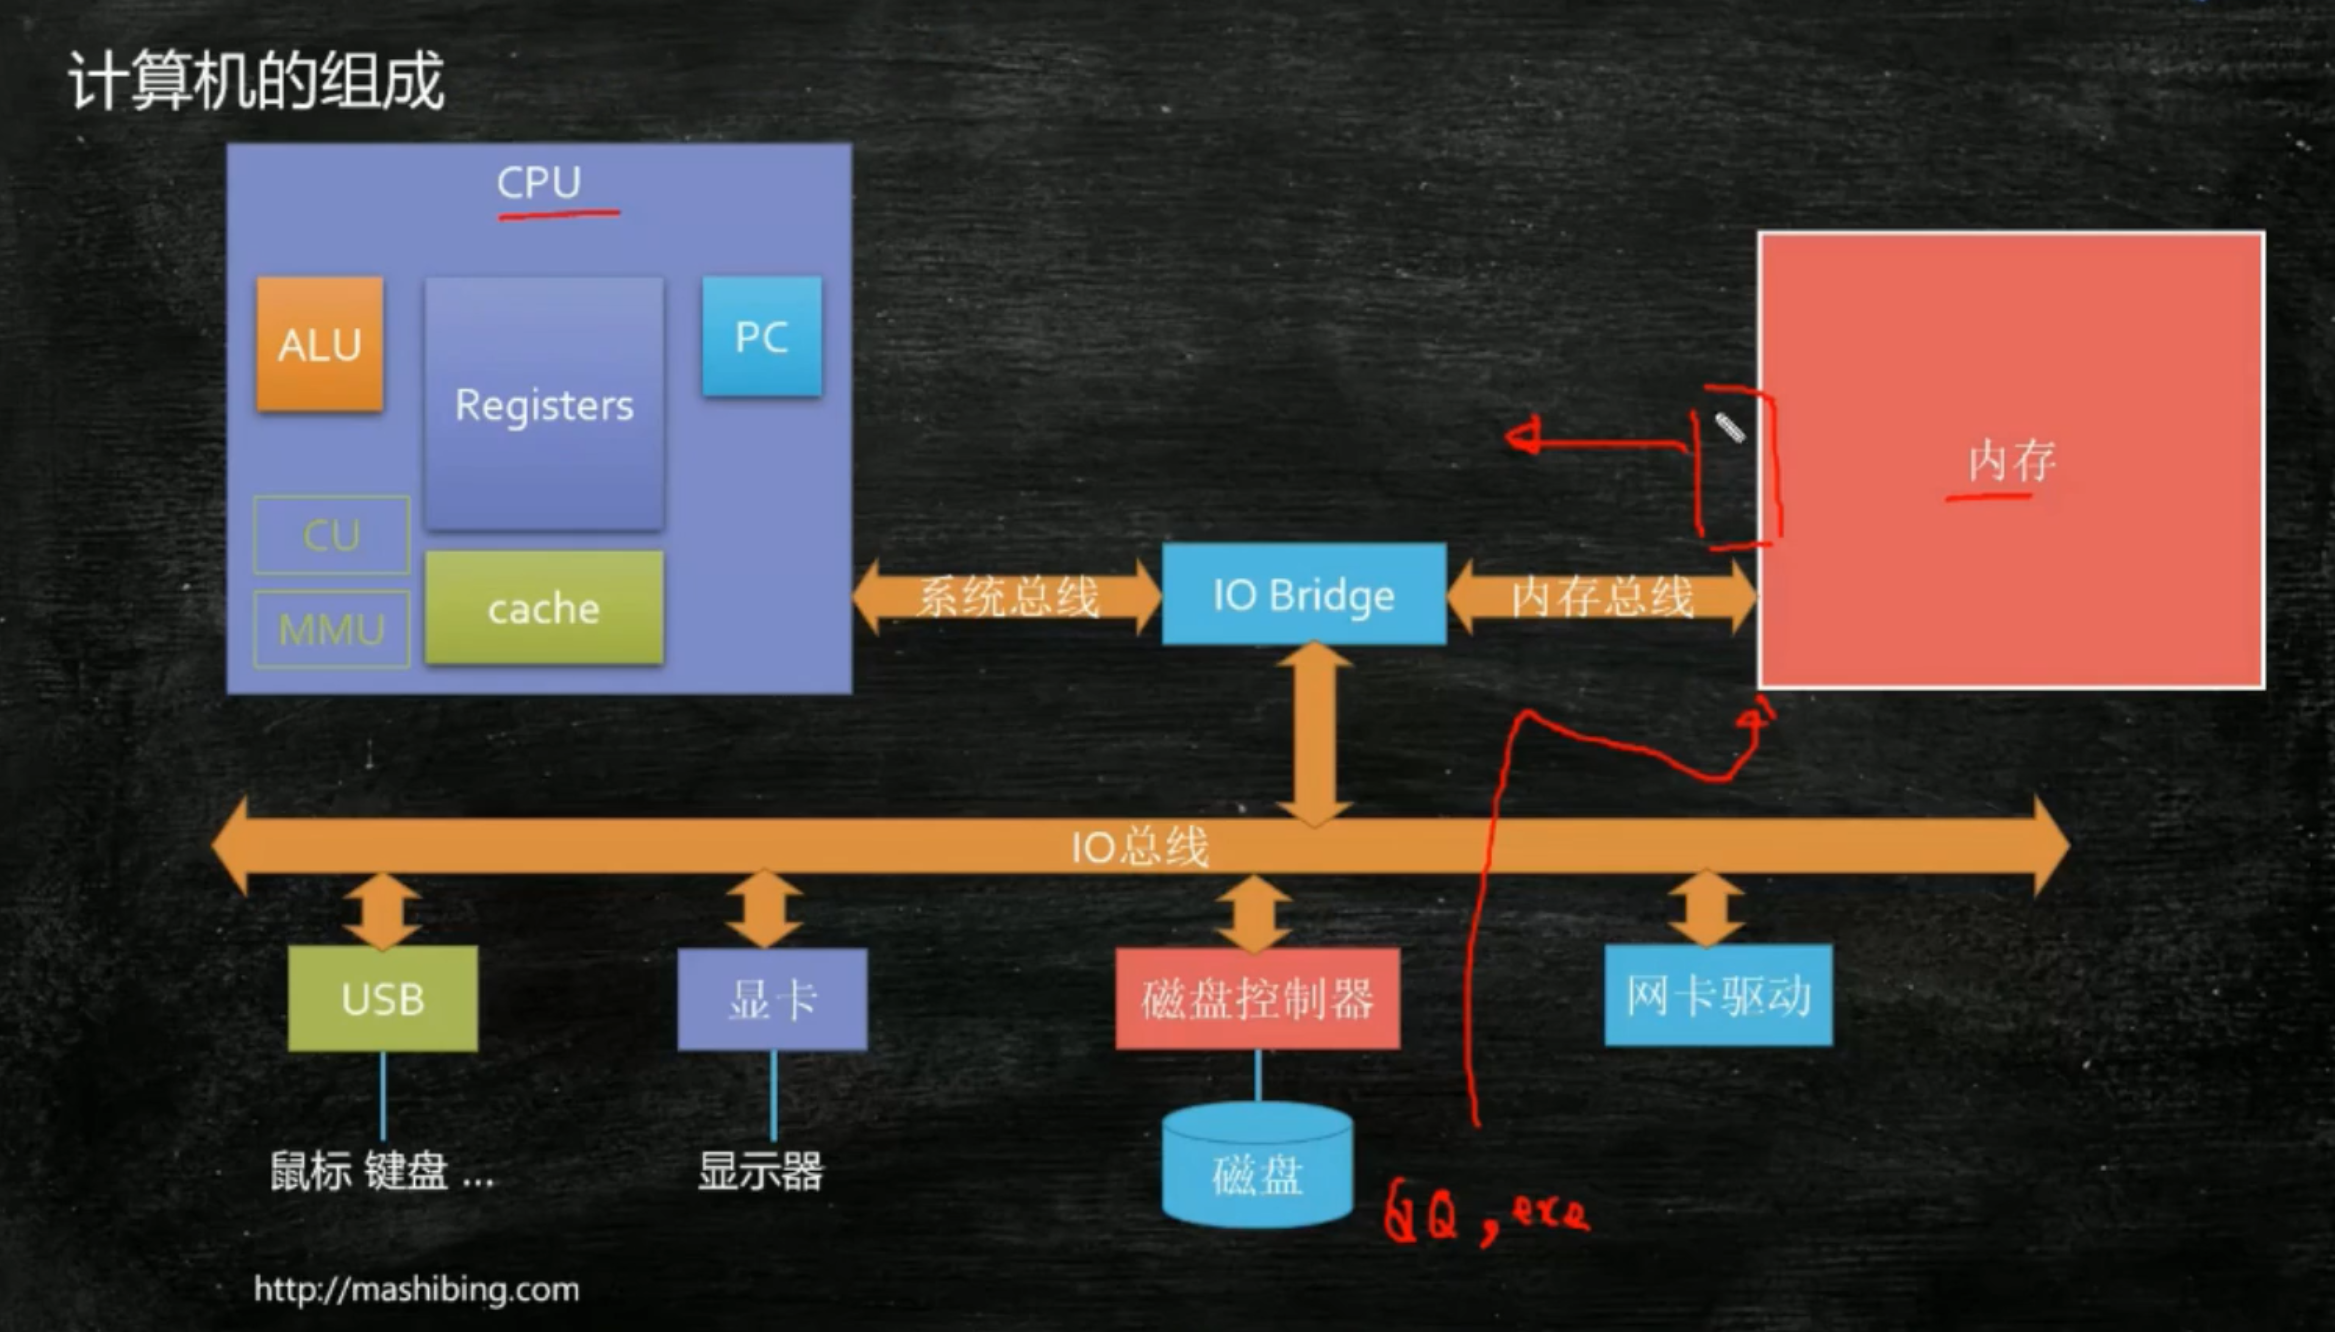 计算机的组成
CPU
ALU
Registers
PC
CU
MMU
cache
系统总线
IO Bridge
内存总线
内存
IO总线
USB
显卡
磁盘控制器
网卡驱动
鼠标 键盘 ...
显示器
磁盘
QQ,exe
http://mashibing.com